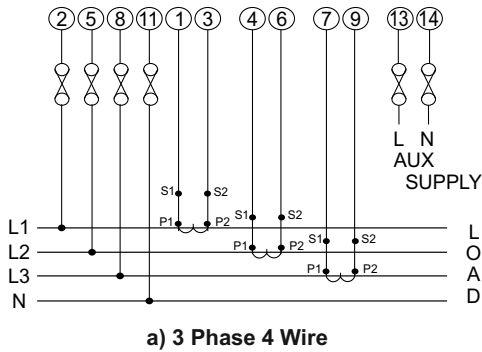 2 5 8 11 1 3 4 6 7 9 13 14
L N
AUX
SUPPLY
S1 S2
P1 P2 S1 S2
L1 L
P1 P2 S1 S2
L2 O
P1 P2
L3 A
N D
a) 3 Phase 4 Wire